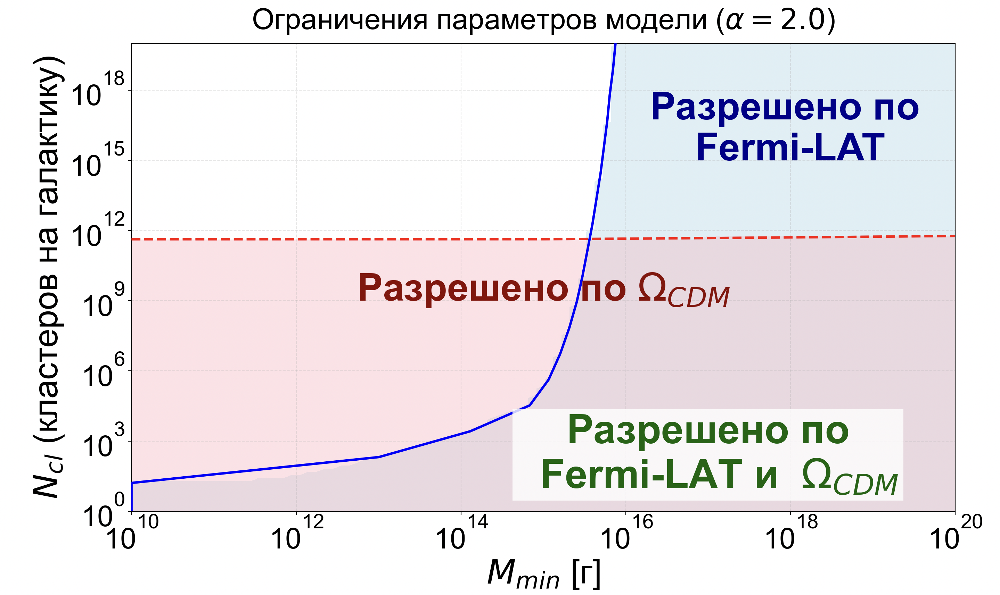 Ограничения параметров модели (α = 2.0)
N_cl (кластеров на галактику)
10^18
10^15
10^12
10^9
10^6
10^3
10^0
Разрешено по
Fermi-LAT
Разрешено по Ω_CDM
Разрешено по
Fermi-LAT и Ω_CDM
10^10 10^12 10^14 10^16 10^18 10^20
M_min [г]